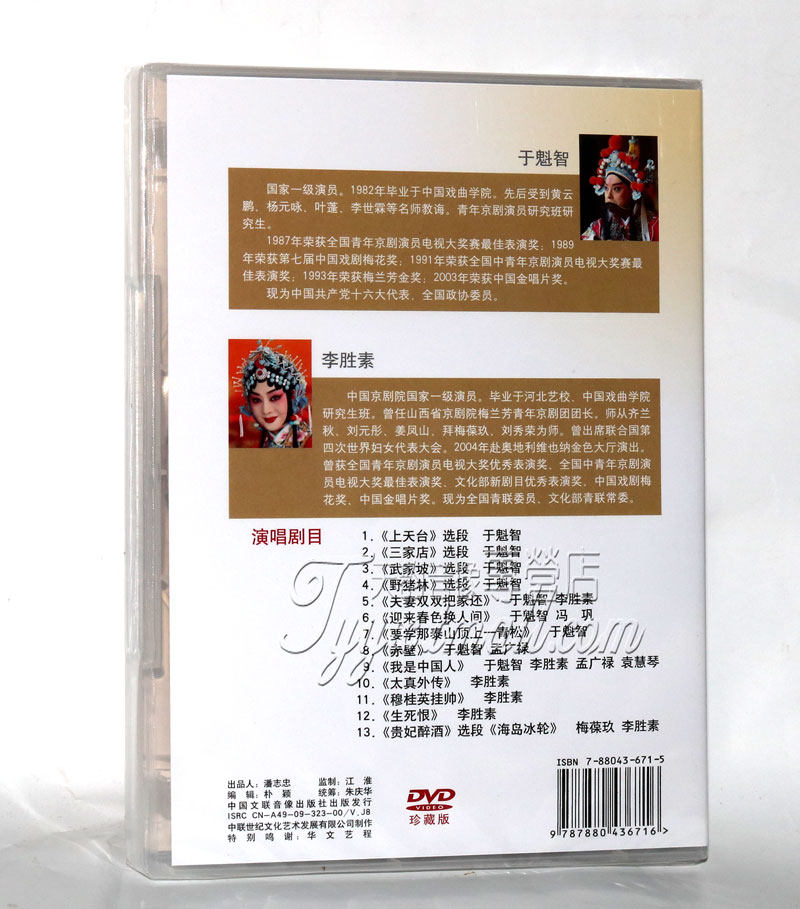 于魁智
国家一级演员。1982年毕业于中国戏曲学院。先后受到黄云
鹏、杨元咏、叶蓬、李世霖等名师教诲。青年京剧演员研究班研
究生。
1987年荣获全国青年京剧演员电视大奖赛最佳表演奖；1989
年荣获第七届中国戏剧梅花奖；1991年荣获全国中青年京剧演员电视大奖赛最
佳表演奖；1993年荣获梅兰芳金奖；2003年荣获中国金唱片奖。
现为中国共产党十六大代表、全国政协委员。
李胜素
中国京剧院国家一级演员。毕业于河北艺校、中国戏曲学院
研究生班。曾任山西省京剧院梅兰芳青年京剧团团长。师从齐兰
秋、刘元彤、姜凤山、拜梅葆玖、刘秀荣为师。曾出席联合国第
四次世界妇女代表大会。2004年赴奥地利维也纳金色大厅演出。
曾获全国青年京剧演员电视大奖优秀表演奖、全国中青年京剧演
员电视大奖最佳表演奖、文化部新剧目优秀表演奖、中国戏剧梅
花奖、中国金唱片奖。现为全国青联委员、文化部青联常委。
演唱剧目
1.《上天台》选段 于魁智
2.《三家店》选段 于魁智
3.《武家坡》选段 于魁智
4.《野猪林》选段 于魁智
5.《夫妻双双把家还》 于魁智 李胜素
6.《迎来春色换人间》 于魁智 冯 巩
7.《要学那泰山顶上一青松》 于魁智
8.《赤壁》 于魁智 孟广禄
9.《我是中国人》 于魁智 李胜素 孟广禄 袁慧琴
10.《太真外传》 李胜素
11.《穆桂英挂帅》 李胜素
12.《生死恨》 李胜素
13.《贵妃醉酒》选段《海岛冰轮》 梅葆玖 李胜素
出品人：潘志忠 监制：江 淮
编 辑：朴 颖 统筹：朱庆华
中国文联音像出版社出版发行
ISRC CN-A49-09-323-00/V.J8
中联世纪文化艺术发展有限公司制作
特别鸣谢：华文艺程
DVD
VIDEO
珍藏版
ISBN 7-88043-671-5
9 787880 436716 >